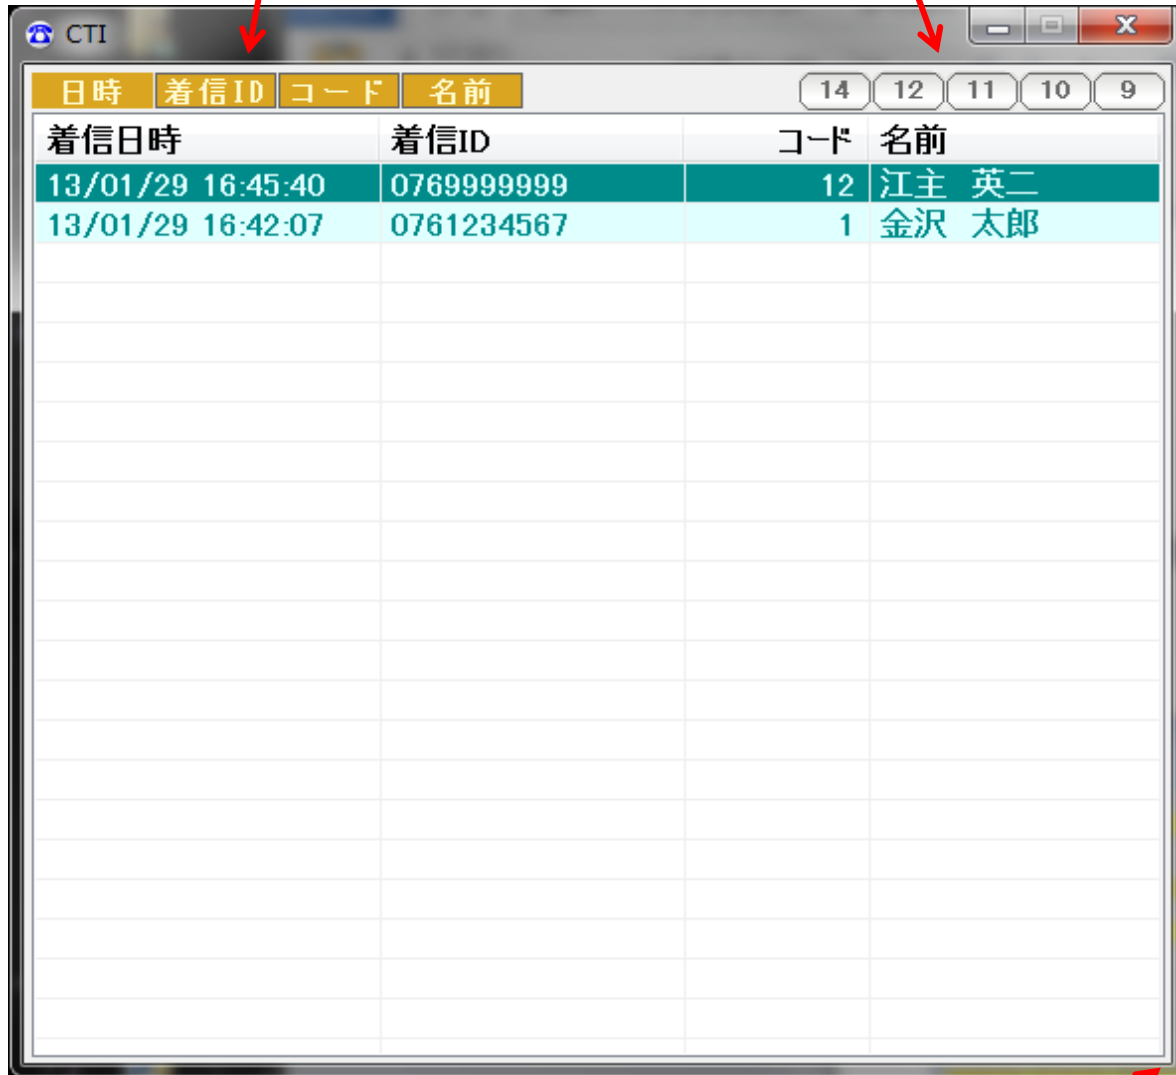 CTI
日時 着信ID コード 名前 14 12 11 10 9
着信日時 着信ID コード 名前
13/01/29 16:45:40 0769999999 12 江主 英二
13/01/29 16:42:07 0761234567 1 金沢 太郎